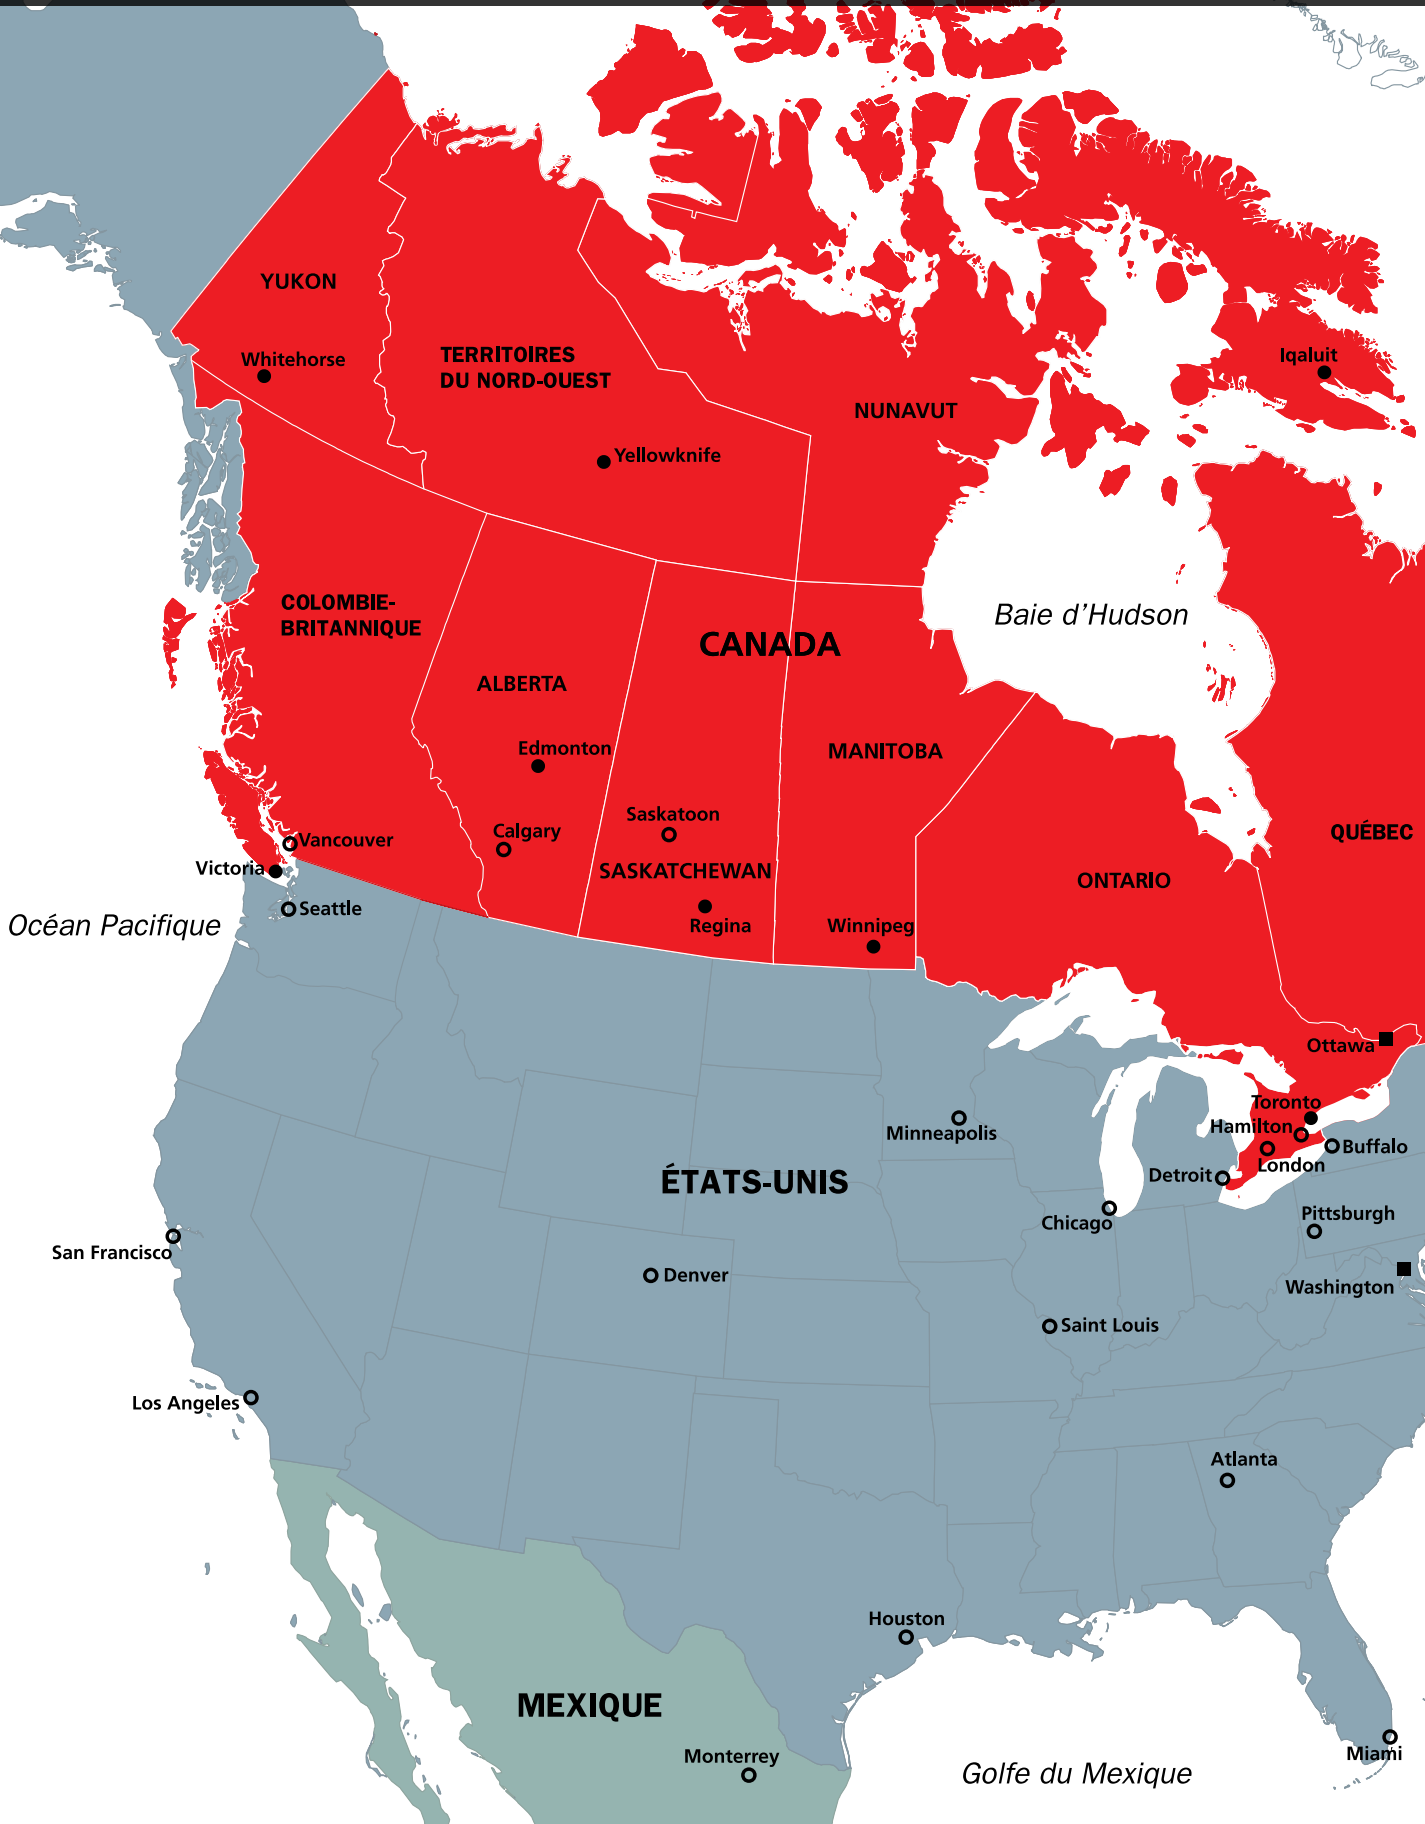 YUKON
Whitehorse
TERRITOIRES
DU NORD-OUEST
Iqaluit
NUNAVUT
Yellowknife
COLOMBIE-
BRITANNIQUE
Baie d’Hudson
CANADA
ALBERTA
Edmonton
MANITOBA
Saskatoon
Calgary
QUÉBEC
Vancouver
Victoria
SASKATCHEWAN
ONTARIO
Seattle
Océan Pacifique
Regina
Winnipeg
Ottawa
Toronto
Hamilton
Minneapolis
Buffalo
London
Detroit
ÉTATS-UNIS
Pittsburgh
Chicago
San Francisco
Denver
Washington
Saint Louis
Los Angeles
Atlanta
Houston
MEXIQUE
Monterrey
Miami
Golfe du Mexique